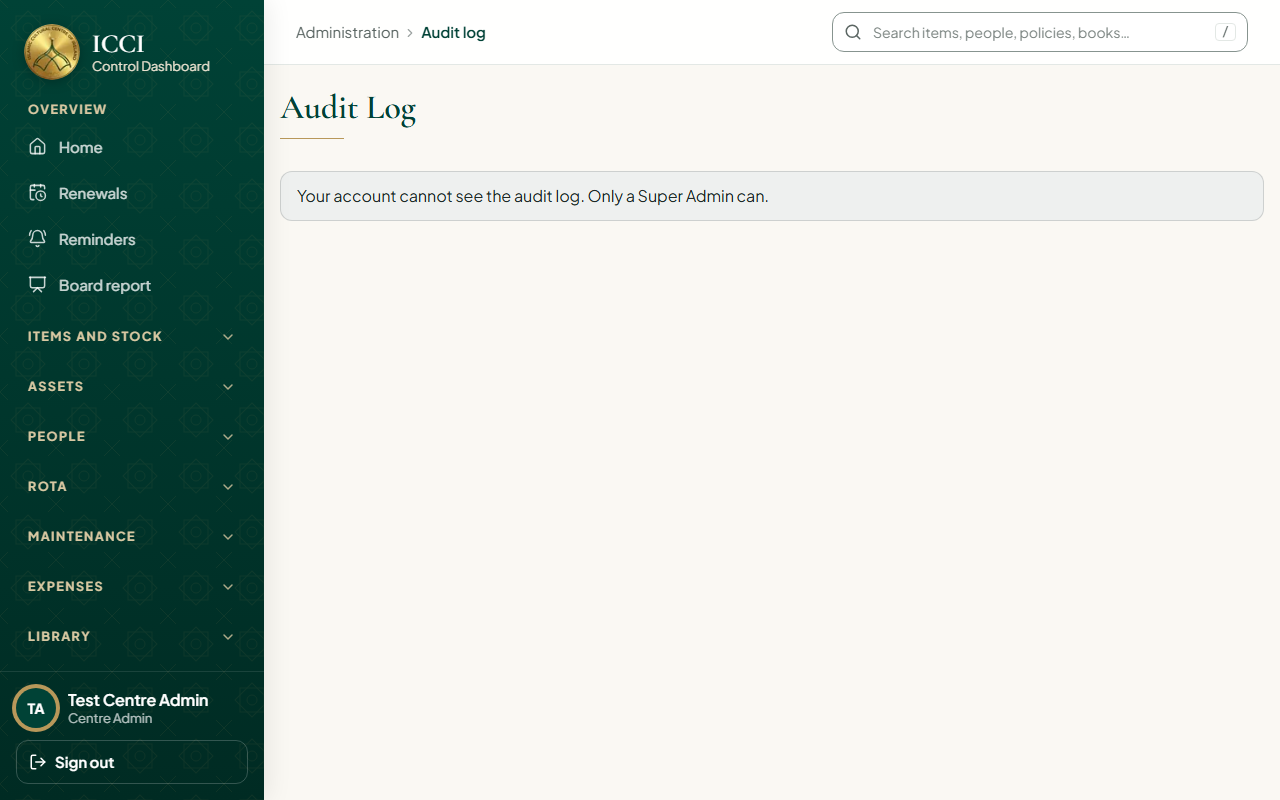 ICCI
Control Dashboard
OVERVIEW
Home
Renewals
Reminders
Board report
ITEMS AND STOCK
ASSETS
PEOPLE
ROTA
MAINTENANCE
EXPENSES
LIBRARY
TA
Test Centre Admin
Centre Admin
Sign out
Administration > Audit log
Search items, people, policies, books...
/
Audit Log
Your account cannot see the audit log. Only a Super Admin can.